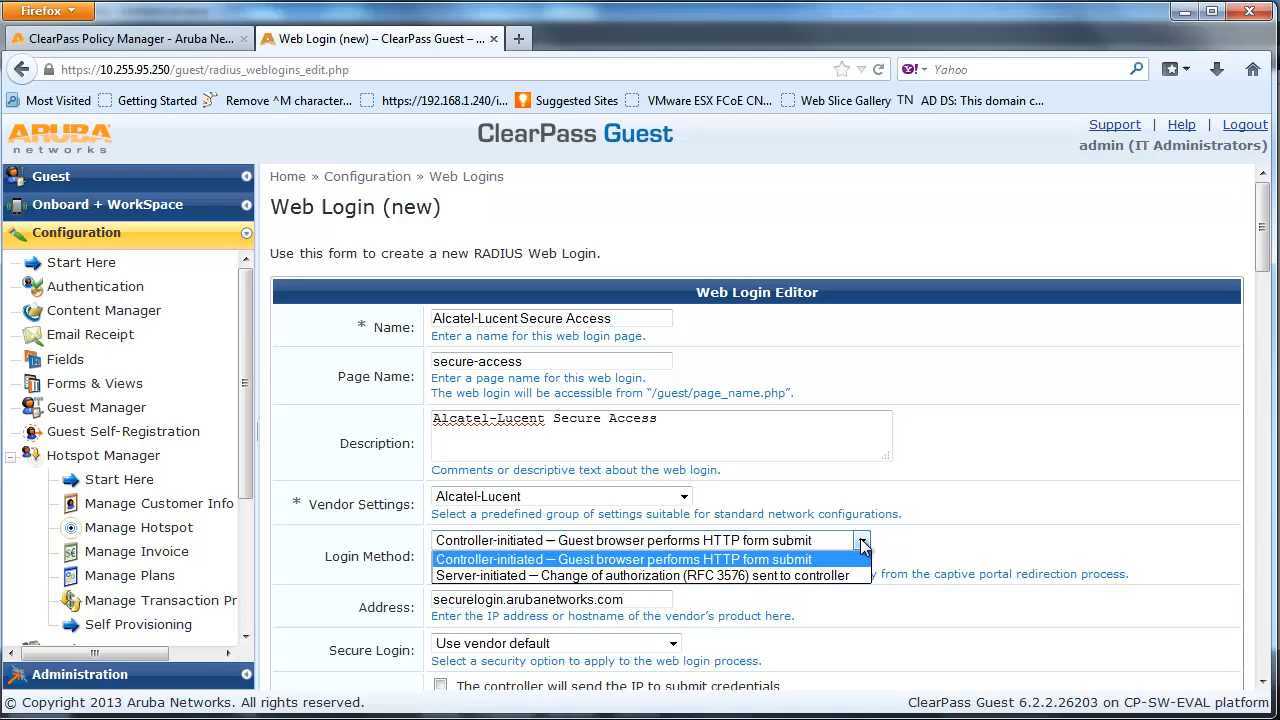 Firefox
ClearPass Policy Manager - Aruba Ne...
Web Login (new) – ClearPass Guest – ...
https://10.255.95.250/guest/radius_weblogins_edit.php
Yahoo
Most Visited
Getting Started
Remove ^M character...
https://192.168.1.240/i...
Suggested Sites
VMware ESX FCoE CN...
Web Slice Gallery
TN AD DS: This domain c...
ARUBA
networks
ClearPass Guest
Support | Help | Logout
admin (IT Administrators)
Guest
Onboard + WorkSpace
Configuration
Start Here
Authentication
Content Manager
Email Receipt
Fields
Forms & Views
Guest Manager
Guest Self-Registration
Hotspot Manager
Start Here
Manage Customer Info
Manage Hotspot
Manage Invoice
Manage Plans
Manage Transaction Pr
Self Provisioning
Administration
Home » Configuration » Web Logins
Web Login (new)
Use this form to create a new RADIUS Web Login.
Web Login Editor
* Name:
Alcatel-Lucent Secure Access
Enter a name for this web login page.
Page Name:
secure-access
Enter a page name for this web login.
The web login will be accessible from “/guest/page_name.php”.
Description:
Alcatel-Lucent Secure Access
Comments or descriptive text about the web login.
* Vendor Settings:
Alcatel-Lucent
Select a predefined group of settings suitable for standard network configurations.
Login Method:
Controller-initiated — Guest browser performs HTTP form submit
Controller-initiated — Guest browser performs HTTP form submit
Server-initiated — Change of authorization (RFC 3576) sent to controller
from the captive portal redirection process.
Address:
securelogin.arubanetworks.com
Enter the IP address or hostname of the vendor's product here.
Secure Login:
Use vendor default
Select a security option to apply to the web login process.
The controller will send the IP to submit credentials
© Copyright 2013 Aruba Networks. All rights reserved.
ClearPass Guest 6.2.2.26203 on CP-SW-EVAL platform